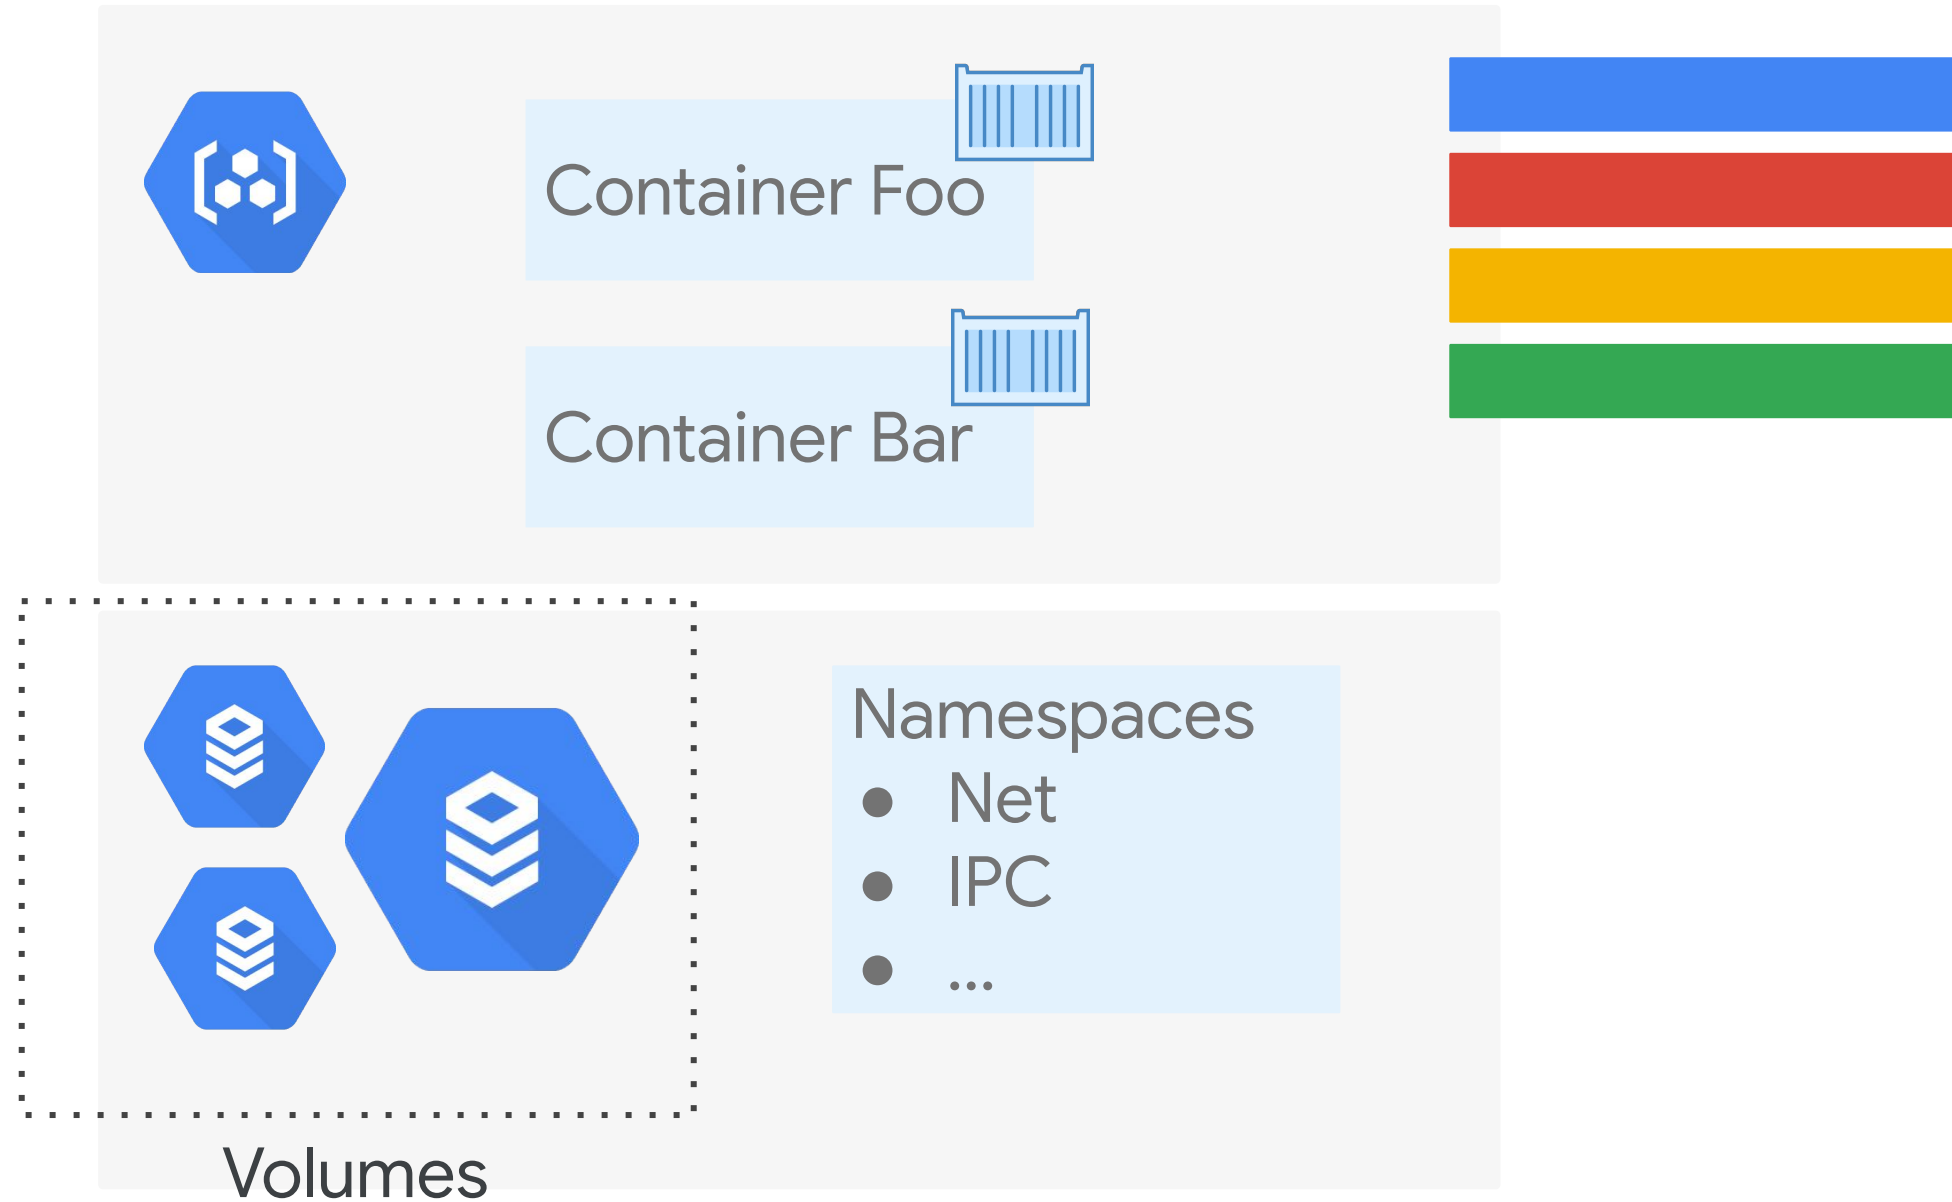 Container Foo
Container Bar
Namespaces
● Net
● IPC
● ...
Volumes